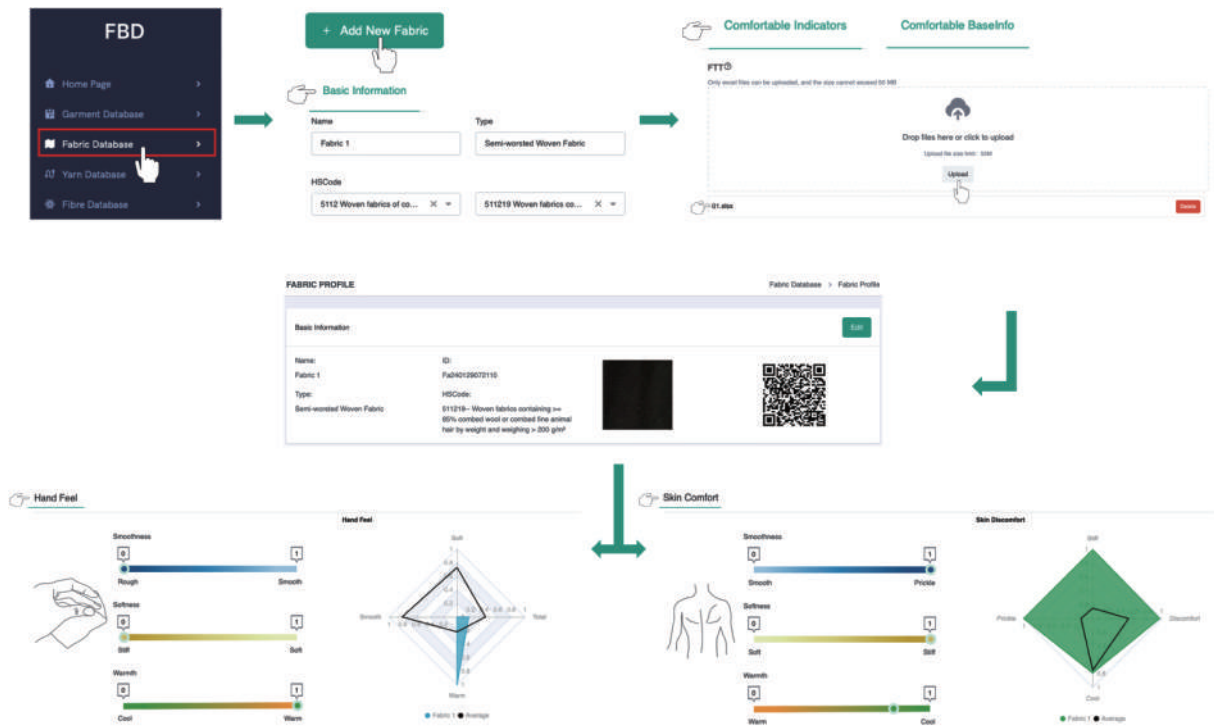 FBD
Home Page
Garment Database
Fabric Database
Yarn Database
Fibre Database
+ Add New Fabric
Basic Information
Name
Type
Fabric 1
Semi-worsted Woven Fabric
HSCode
5112 Woven fabrics of co...
511219 Woven fabrics co...
Comfortable Indicators
Comfortable BaseInfo
FTT
Only excel files can be uploaded, and the size cannot exceed 50 MB
Drop files here or click to upload
Upload file size limit: 50M
Upload
01.xlsx
Delete
FABRIC PROFILE
Fabric Database > Fabric Profile
Basic Information
Edit
Name:
Fabric 1
Type:
Semi-worsted Woven Fabric
ID:
Fa240129072110
HSCode:
511219-- Woven fabrics containing >=
85% combed wool or combed fine animal
hair by weight and weighing > 200 g/m²
Hand Feel
Smoothness
0
1
Rough
Smooth
Softness
0
1
Stiff
Soft
Warmth
0
1
Cool
Warm
Hand Feel
Soft
Smooth
Total
Warm
Fabric 1
Average
Skin Comfort
Smoothness
0
1
Smooth
Prickle
Softness
0
1
Soft
Stiff
Warmth
0
1
Warm
Cool
Skin Discomfort
Stiff
Prickle
Discomfort
Cool
Fabric 1
Average